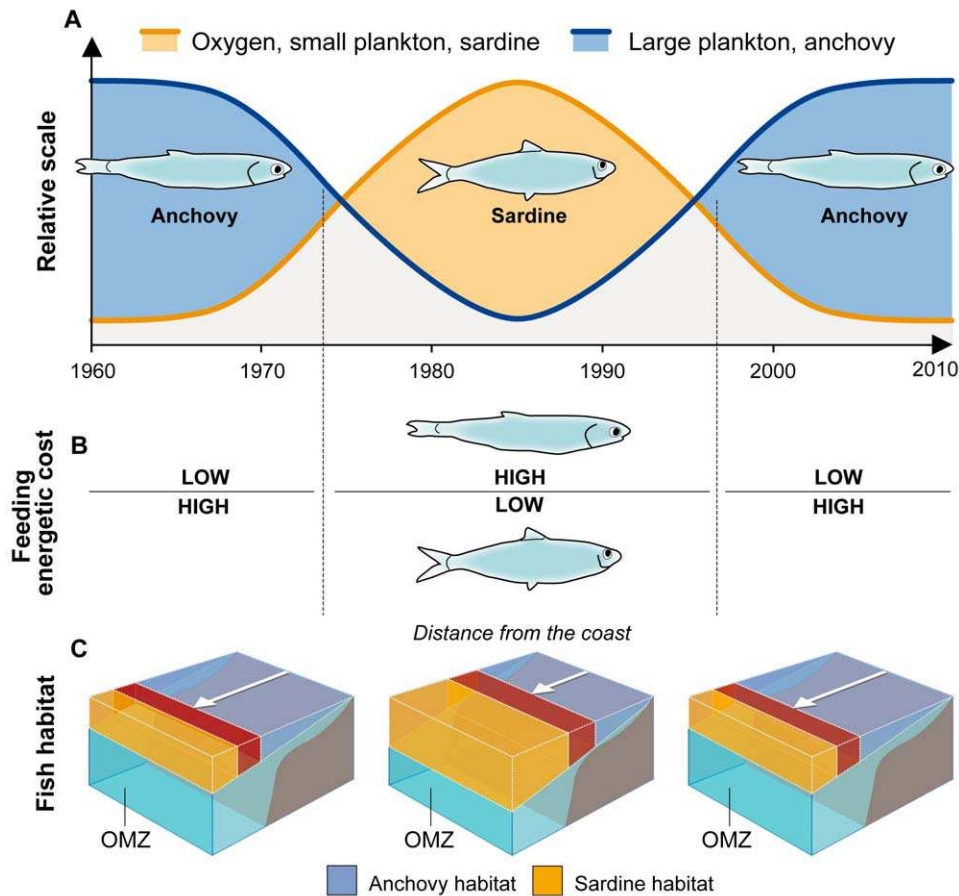 A
Oxygen, small plankton, sardine
Large plankton, anchovy
Relative scale
Anchovy
Sardine
Anchovy
1960
1970
1980
1990
2000
2010
B
Feeding
energetic cost
LOW
HIGH
LOW
HIGH
LOW
HIGH
Distance from the coast
C
Fish habitat
OMZ
OMZ
OMZ
Anchovy habitat
Sardine habitat